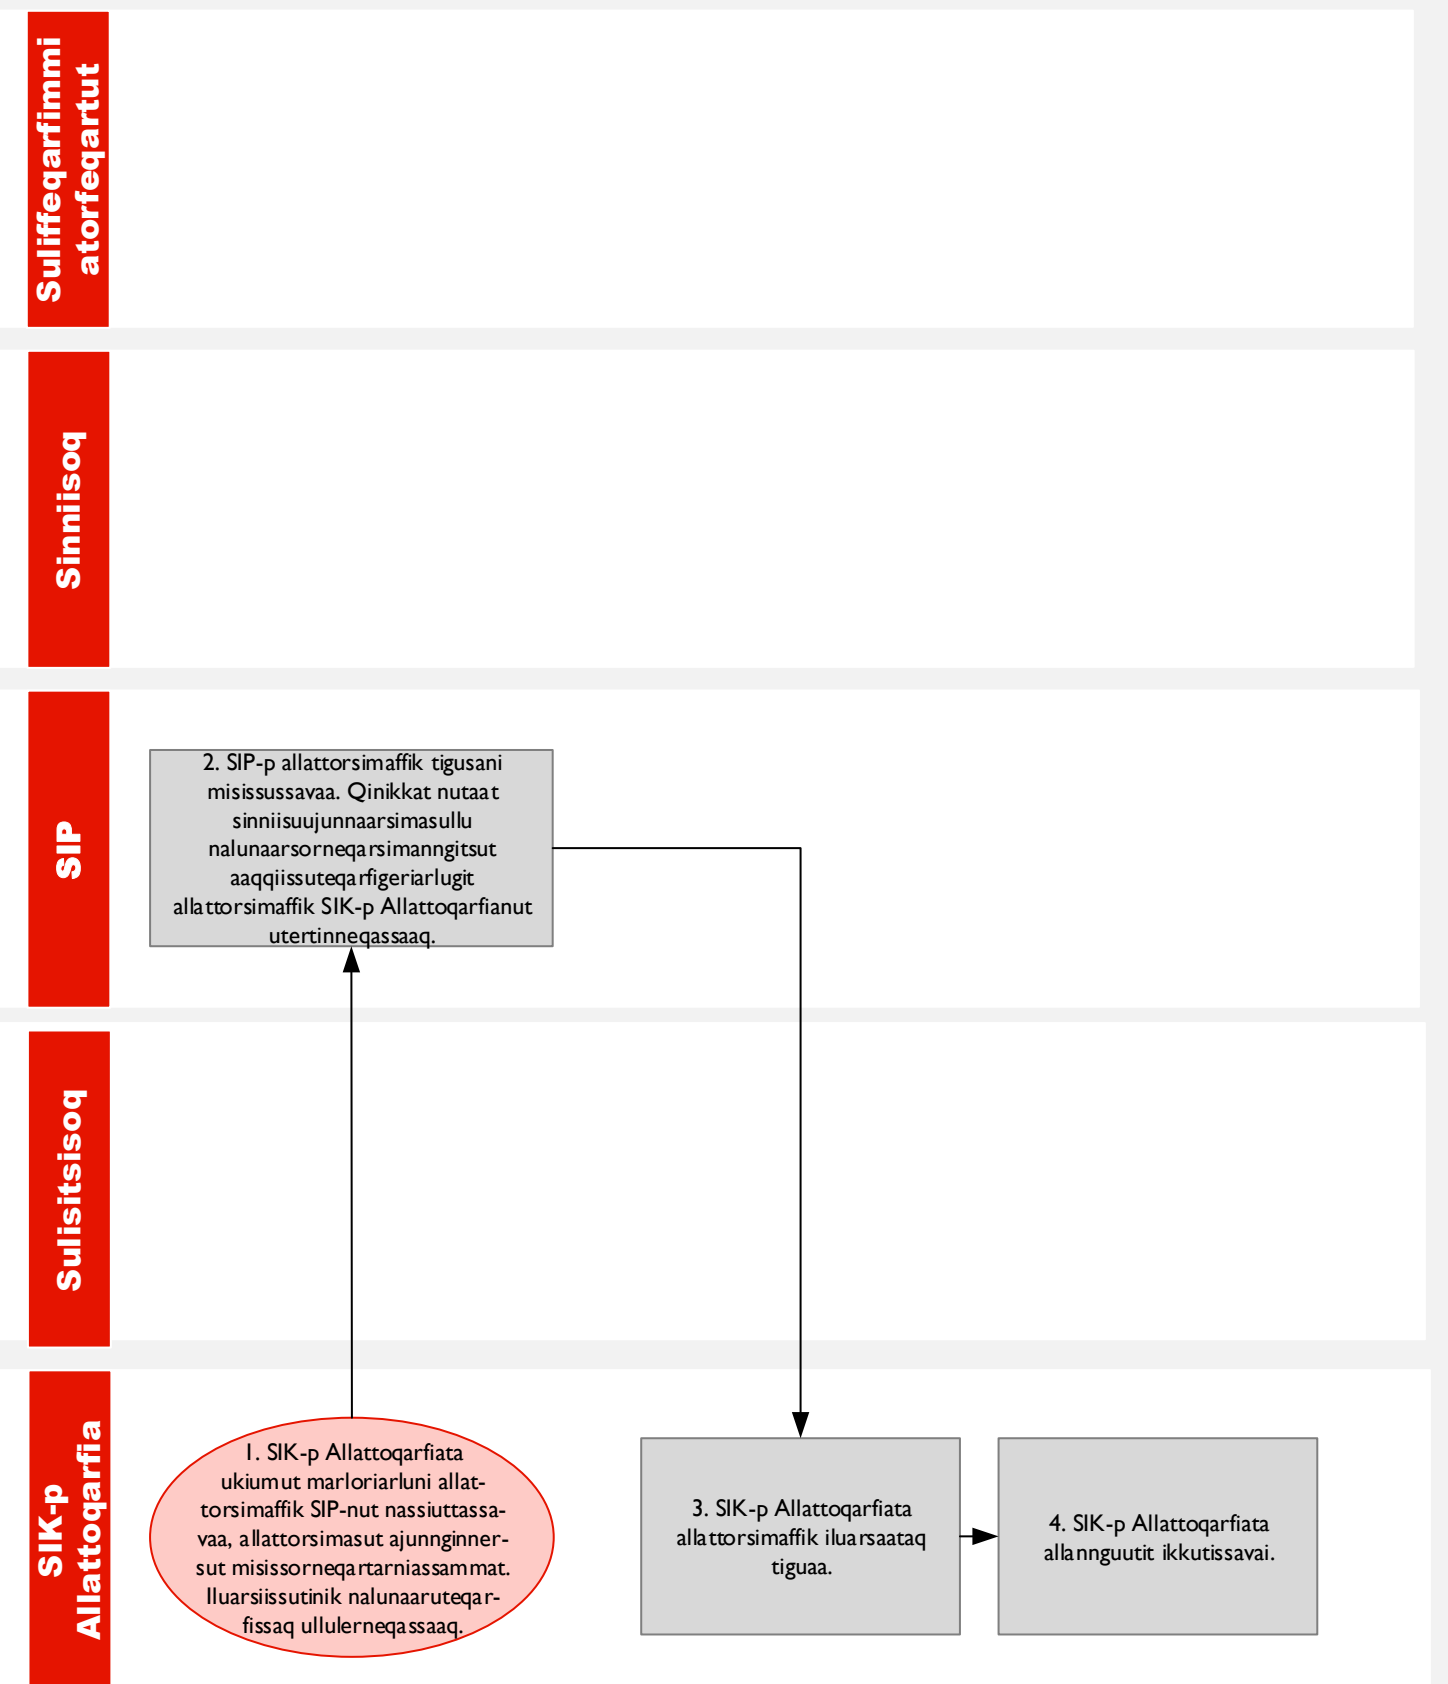 Suliffeqarfimmi
atorfeqartut
Sinniisoq
SIP
2. SIP-p allattorsimaffik tigusani
misissussavaa. Qinikkat nutaat
sinniisuujunnaarsimasullu
nalunaarsorneqarsimanngitsut
aaqqiissuteqarfigeriarlugit
allattorsimaffik SIK-p Allattoqarfianut
utertinneqassaaq.
Sulisitsisoq
SIK-p
Allattoqarfia
1. SIK-p Allattoqarfiata
ukiumut marloriarluni allat-
torsimaffik SIP-nut nassiuttassa-
vaa, allattorsimasut ajunnginner-
sut misissorneqartarniassammat.
Iluarsiissutinik nalunaaruteqar-
fissaq ullulerneqassaaq.
3. SIK-p Allattoqarfiata
allattorsimaffik iluarsaataq
tiguaa.
4. SIK-p Allattoqarfiata
allannguutit ikkutissavai.